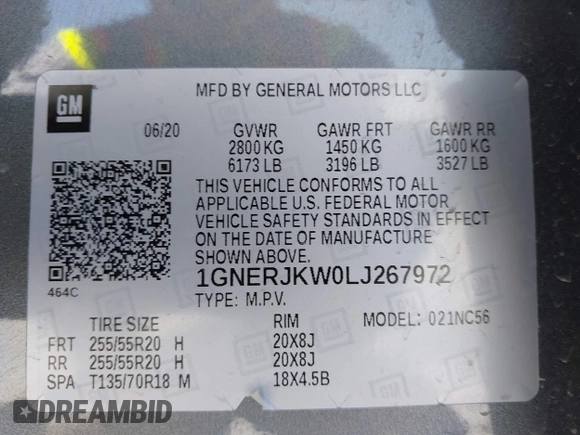 GM
MFD BY GENERAL MOTORS LLC
06/20 GVWR GAWR FRT GAWR RR
2800 KG 1450 KG 1600 KG
6173 LB 3196 LB 3527 LB
THIS VEHICLE CONFORMS TO ALL
APPLICABLE U.S. FEDERAL MOTOR
VEHICLE SAFETY STANDARDS IN EFFECT
ON THE DATE OF MANUFACTURE
SHOWN ABOVE.
464C
1GNERJKW0LJ267972
TYPE: M.P.V.
TIRE SIZE RIM MODEL: 021NC56
FRT 255/55R20 H 20X8J
RR 255/55R20 H 20X8J
SPA T135/70R18 M 18X4.5B
DREAMBID